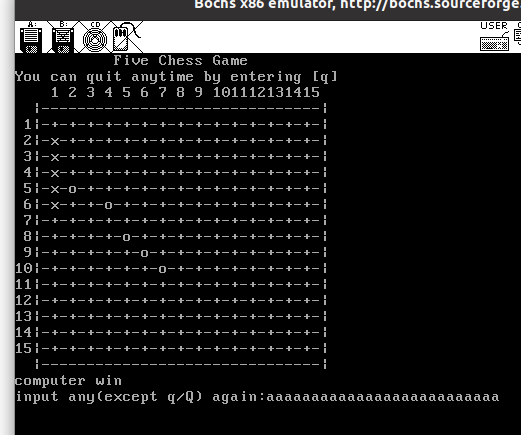 Bochs x86 emulator, http://bochs.sourceforge.
A: B: CD USER
Five Chess Game
You can quit anytime by entering [q]
1 2 3 4 5 6 7 8 9 101112131415
|-------------------------------|
1|-+-+-+-+-+-+-+-+-+-+-+-+-+-+-+-|
2|-x-+-+-+-+-+-+-+-+-+-+-+-+-+-+-|
3|-x-+-+-+-+-+-+-+-+-+-+-+-+-+-+-|
4|-x-+-+-+-+-+-+-+-+-+-+-+-+-+-+-|
5|-x-o-+-+-+-+-+-+-+-+-+-+-+-+-+-|
6|-x-+-+-o-+-+-+-+-+-+-+-+-+-+-+-|
7|-+-+-+-+-+-+-+-+-+-+-+-+-+-+-+-|
8|-+-+-+-+-o-+-+-+-+-+-+-+-+-+-+-|
9|-+-+-+-+-+-o-+-+-+-+-+-+-+-+-+-|
10|-+-+-+-+-+-+-o-+-+-+-+-+-+-+-+-|
11|-+-+-+-+-+-+-+-+-+-+-+-+-+-+-+-|
12|-+-+-+-+-+-+-+-+-+-+-+-+-+-+-+-|
13|-+-+-+-+-+-+-+-+-+-+-+-+-+-+-+-|
14|-+-+-+-+-+-+-+-+-+-+-+-+-+-+-+-|
15|-+-+-+-+-+-+-+-+-+-+-+-+-+-+-+-|
|-------------------------------|
computer win
input any(except q/Q) again:aaaaaaaaaaaaaaaaaaaaaaaaaa